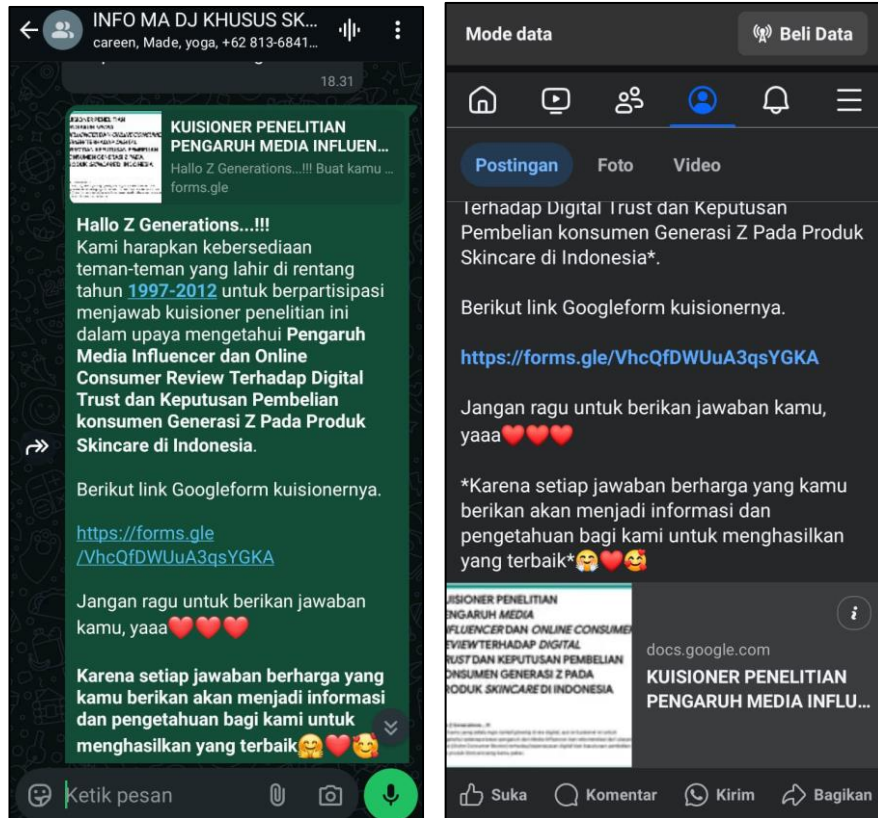 INFO MA DJ KHUSUS SK...
careen, Made, yoga, +62 813-6841...
18.31
KUISIONER PENELITIAN
PENGARUH MEDIA INFLUEN...
Hallo Z Generations...!!! Buat kamu ...
forms.gle
Hallo Z Generations...!!!
Kami harapkan kebersediaan
teman-teman yang lahir di rentang
tahun 1997-2012 untuk berpartisipasi
menjawab kuisioner penelitian ini
dalam upaya mengetahui Pengaruh
Media Influencer dan Online
Consumer Review Terhadap Digital
Trust dan Keputusan Pembelian
konsumen Generasi Z Pada Produk
Skincare di Indonesia.
Berikut link Googleform kuisionernya.
https://forms.gle
/VhcQfDWUuA3qsYGKA
Jangan ragu untuk berikan jawaban
kamu, yaaa❤️❤️❤️
Karena setiap jawaban berharga yang
kamu berikan akan menjadi informasi
dan pengetahuan bagi kami untuk
menghasilkan yang terbaik🤗❤️🥰
Ketik pesan
Mode data
Beli Data
Postingan Foto Video
Terhadap Digital Trust dan Keputusan
Pembelian konsumen Generasi Z Pada Produk
Skincare di Indonesia*.
Berikut link Googleform kuisionernya.
https://forms.gle/VhcQfDWUuA3qsYGKA
Jangan ragu untuk berikan jawaban kamu,
yaaa❤️❤️❤️
*Karena setiap jawaban berharga yang kamu
berikan akan menjadi informasi dan
pengetahuan bagi kami untuk menghasilkan
yang terbaik*🤗❤️🥰
UISIONER PENELITIAN
ENGARUH MEDIA
FLUENCER DAN ONLINE CONSUMER
EVIEW TERHADAP DIGITAL
RUST DAN KEPUTUSAN PEMBELIAN
ONSUMEN GENERASI Z PADA
RODUK SKINCARE DI INDONESIA
docs.google.com
KUISIONER PENELITIAN
PENGARUH MEDIA INFLU...
Suka Komentar Kirim Bagikan